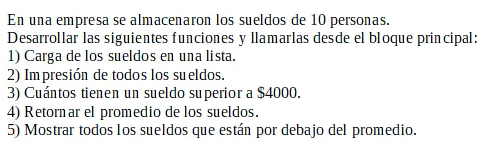 En una empresa se almacenaron los sueldos de 10 personas.
Desarrollar las siguientes funciones y llamarlas desde el bloque principal:
1) Carga de los sueldos en una lista.
2) Impresión de todos los sueldos.
3) Cuántos tienen un sueldo superior a $4000.
4) Retornar el promedio de los sueldos.
5) Mostrar todos los sueldos que están por debajo del promedio.